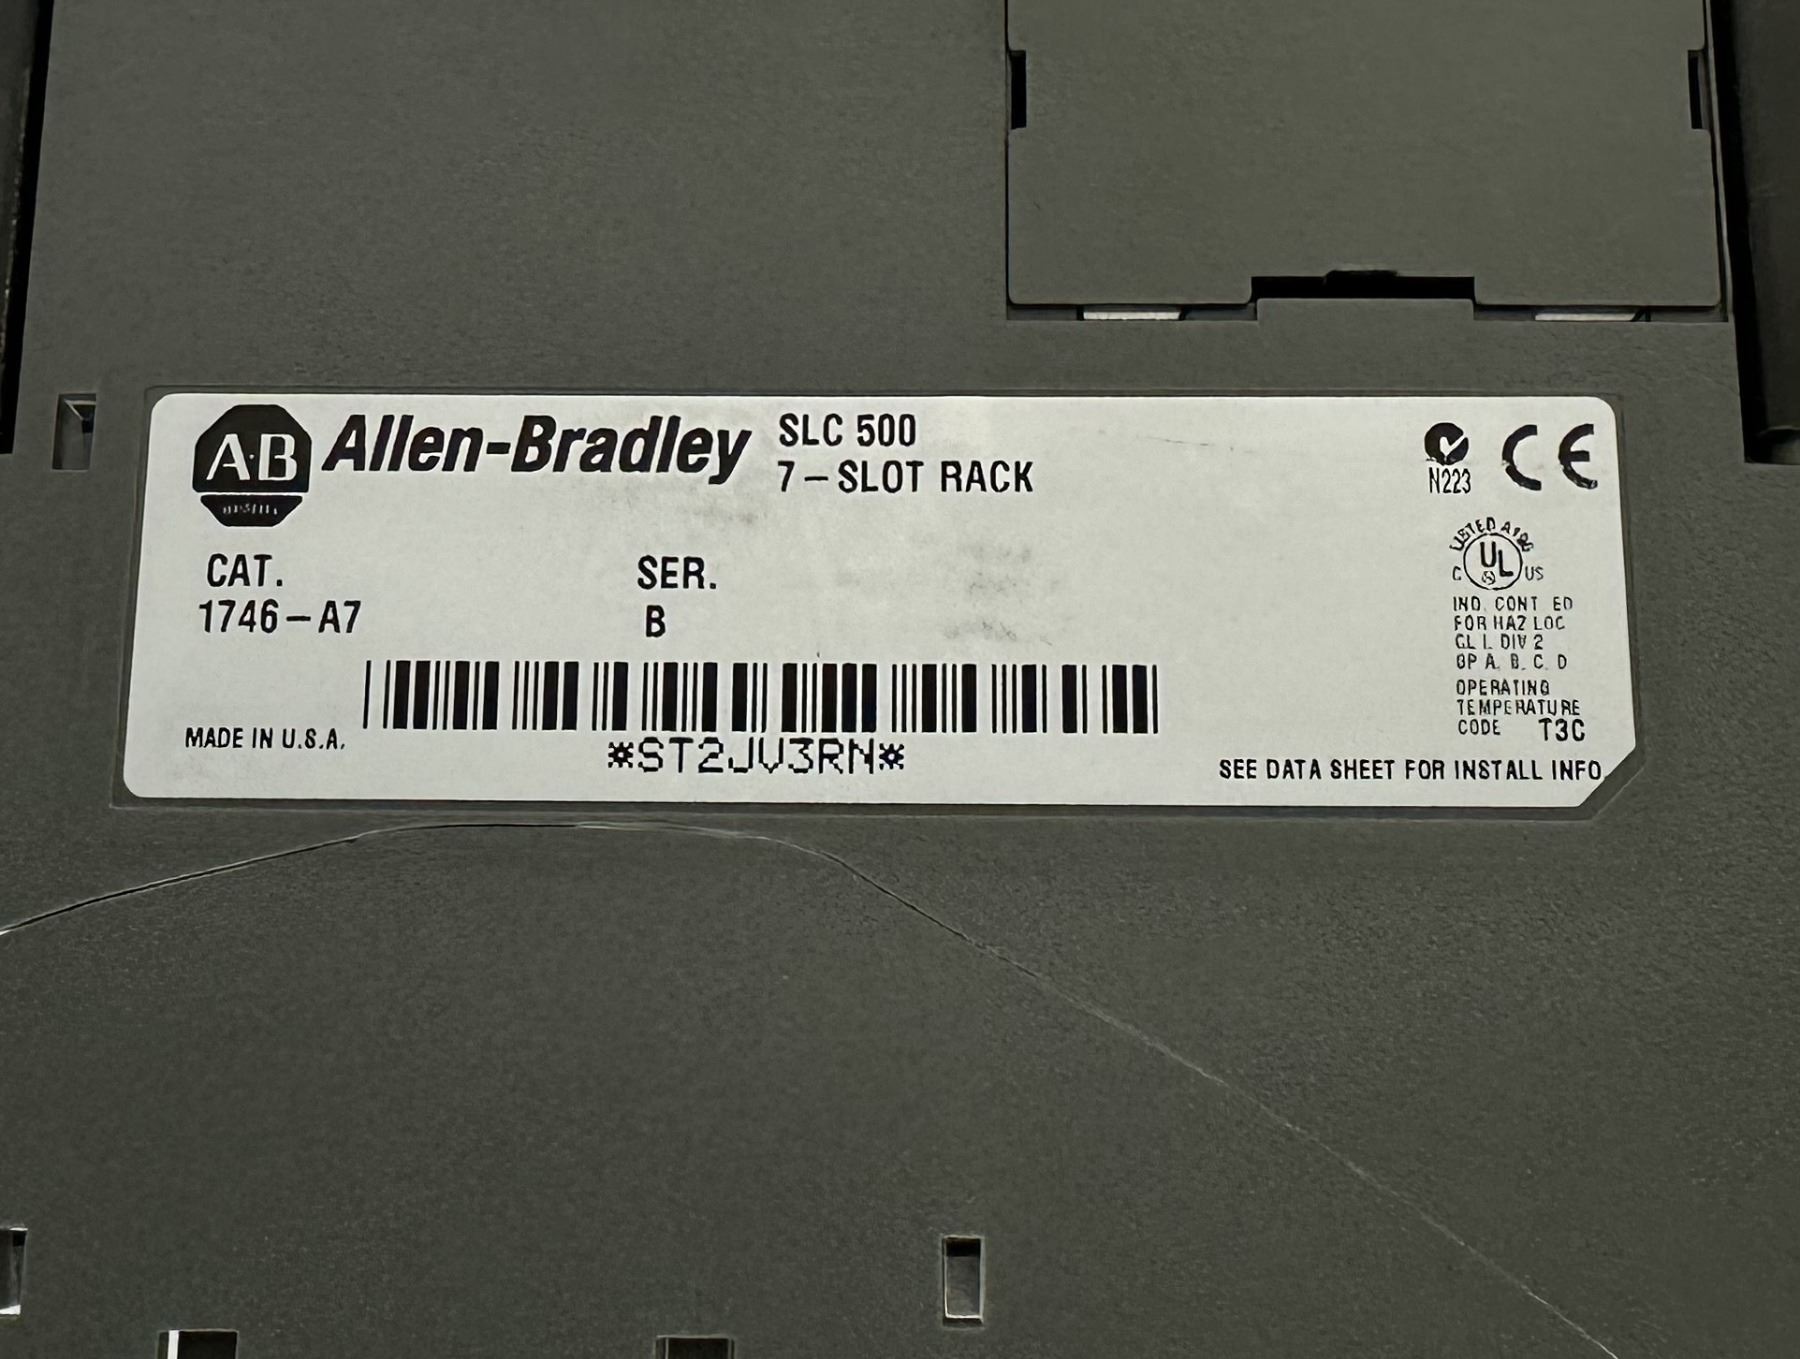 A·B
Allen-Bradley
SLC 500
7-SLOT RACK
N223
CE
LISTED A196
C UL US
CAT.
1746-A7
SER.
B
IND. CONT. EQ
FOR HAZ LOC
CL I, DIV 2
GP A, B, C, D
OPERATING
TEMPERATURE
CODE T3C
MADE IN U.S.A.
*ST2JV3RN*
SEE DATA SHEET FOR INSTALL INFO.